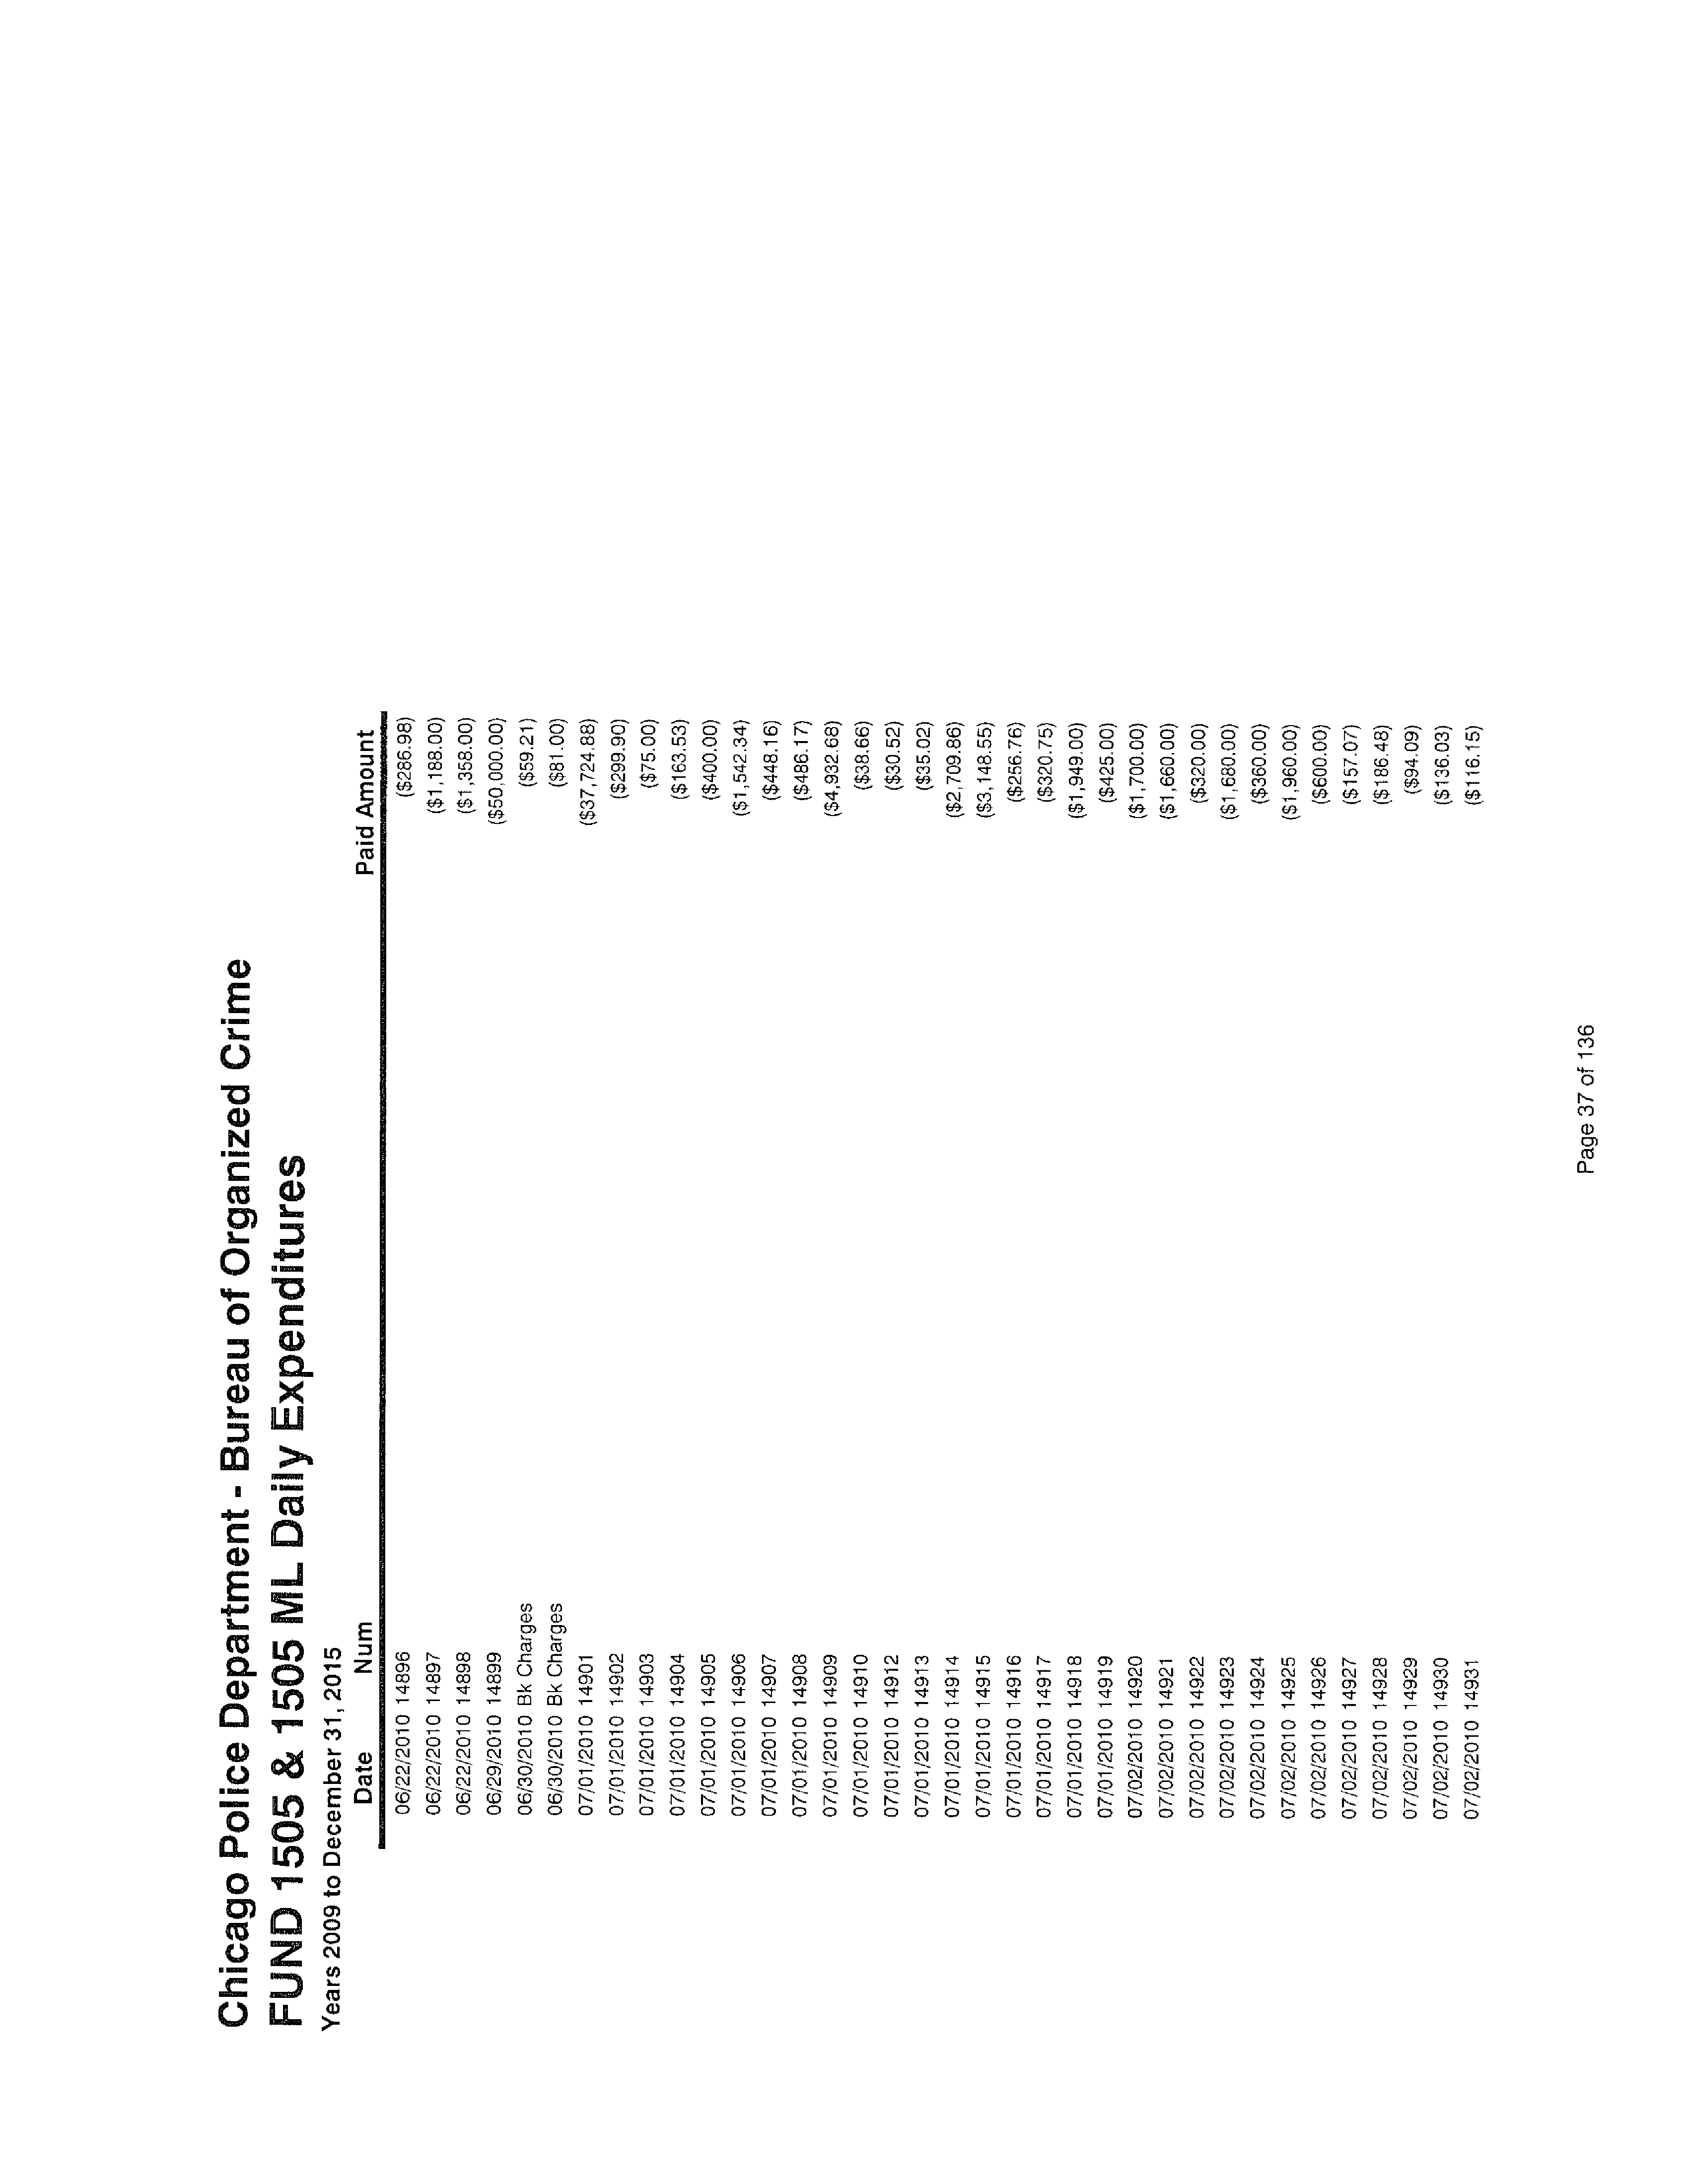 Chicago Police Department - Bureau of Organized Crime
FUND 1505 & 1505 ML Daily Expenditures
Years 2009 to December 31, 2015
Date Num Paid Amount
06/22/2010 14896 ($286.98)
06/22/2010 14897 ($1,188.00)
06/22/2010 14898 ($1,358.00)
06/29/2010 14899 ($50,000.00)
06/30/2010 Bk Charges ($59.21)
06/30/2010 Bk Charges ($81.00)
07/01/2010 14901 ($37,724.88)
07/01/2010 14902 ($299.90)
07/01/2010 14903 ($75.00)
07/01/2010 14904 ($163.53)
07/01/2010 14905 ($400.00)
07/01/2010 14906 ($1,542.34)
07/01/2010 14907 ($448.16)
07/01/2010 14908 ($486.17)
07/01/2010 14909 ($4,932.68)
07/01/2010 14910 ($38.66)
07/01/2010 14912 ($30.52)
07/01/2010 14913 ($35.02)
07/01/2010 14914 ($2,709.86)
07/01/2010 14915 ($3,148.55)
07/01/2010 14916 ($256.76)
07/01/2010 14917 ($320.75)
07/01/2010 14918 ($1,949.00)
07/01/2010 14919 ($425.00)
07/02/2010 14920 ($1,700.00)
07/02/2010 14921 ($1,660.00)
07/02/2010 14922 ($320.00)
07/02/2010 14923 ($1,680.00)
07/02/2010 14924 ($360.00)
07/02/2010 14925 ($1,960.00)
07/02/2010 14926 ($600.00)
07/02/2010 14927 ($157.07)
07/02/2010 14928 ($186.48)
07/02/2010 14929 ($94.09)
07/02/2010 14930 ($136.03)
07/02/2010 14931 ($116.15)
Page 37 of 136